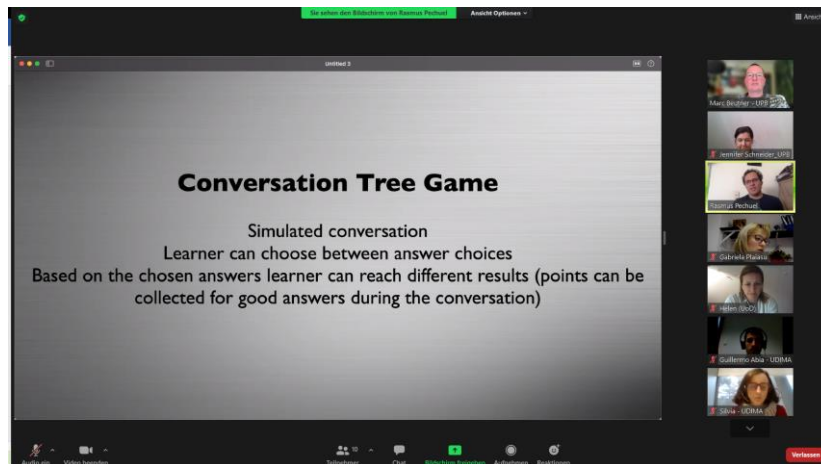 Sie sehen den Bildschirm von Rasmus Pechuel
Ansicht Optionen
Ansich
Untitled 3
Conversation Tree Game
Simulated conversation
Learner can choose between answer choices
Based on the chosen answers learner can reach different results (points can be
collected for good answers during the conversation)
Marc Beutner - UPB
Jennifer Schneider_UPB
Rasmus Pechuel
Gabriela Plaiasu
Helen (UoD)
Guillermo Abia - UDIMA
Silvia - UDIMA
Audio ein
Video beenden
10
Teilnehmer
Chat
Bildschirm freigeben
Aufnehmen
Reaktionen
Verlassen